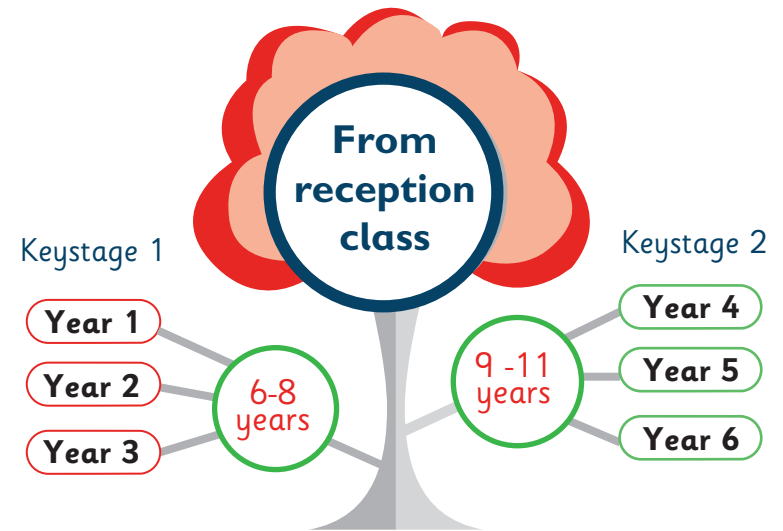 From
reception
class
Keystage 1
Year 1
Year 2
Year 3
6-8
years
Keystage 2
9 -11
years
Year 4
Year 5
Year 6